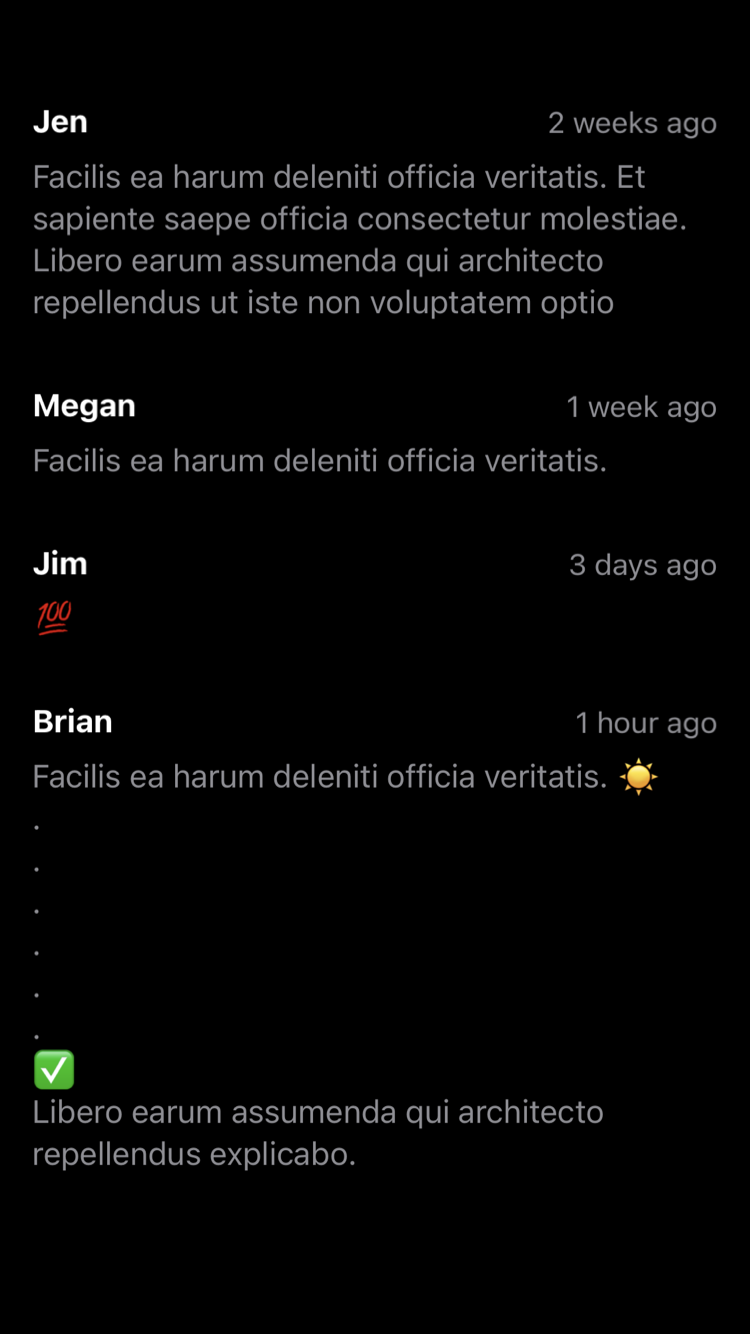 Jen 2 weeks ago
Facilis ea harum deleniti officia veritatis. Et
sapiente saepe officia consectetur molestiae.
Libero earum assumenda qui architecto
repellendus ut iste non voluptatem optio
Megan 1 week ago
Facilis ea harum deleniti officia veritatis.
Jim 3 days ago
💯
Brian 1 hour ago
Facilis ea harum deleniti officia veritatis. ☀️
.
.
.
.
.
.
✅
Libero earum assumenda qui architecto
repellendus explicabo.